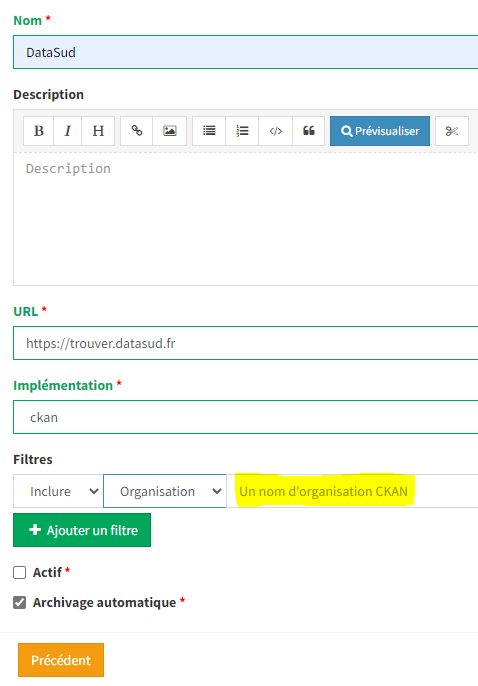 Nom *
DataSud
Description
B I H </> Prévisualiser
Description
URL *
https://trouver.datasud.fr
Implémentation *
ckan
Filtres
Inclure Organisation Un nom d'organisation CKAN
+ Ajouter un filtre
Actif *
Archivage automatique *
Précédent